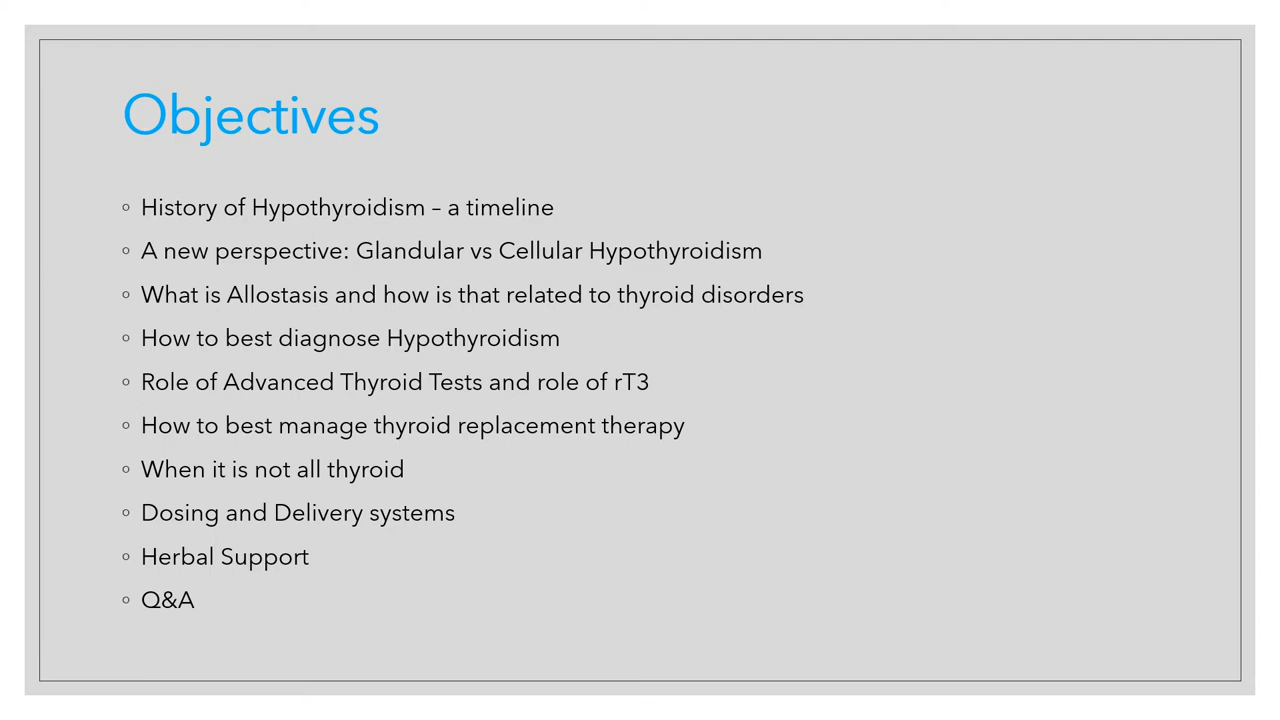 Objectives
◦ History of Hypothyroidism – a timeline
◦ A new perspective: Glandular vs Cellular Hypothyroidism
◦ What is Allostasis and how is that related to thyroid disorders
◦ How to best diagnose Hypothyroidism
◦ Role of Advanced Thyroid Tests and role of rT3
◦ How to best manage thyroid replacement therapy
◦ When it is not all thyroid
◦ Dosing and Delivery systems
◦ Herbal Support
◦ Q&A